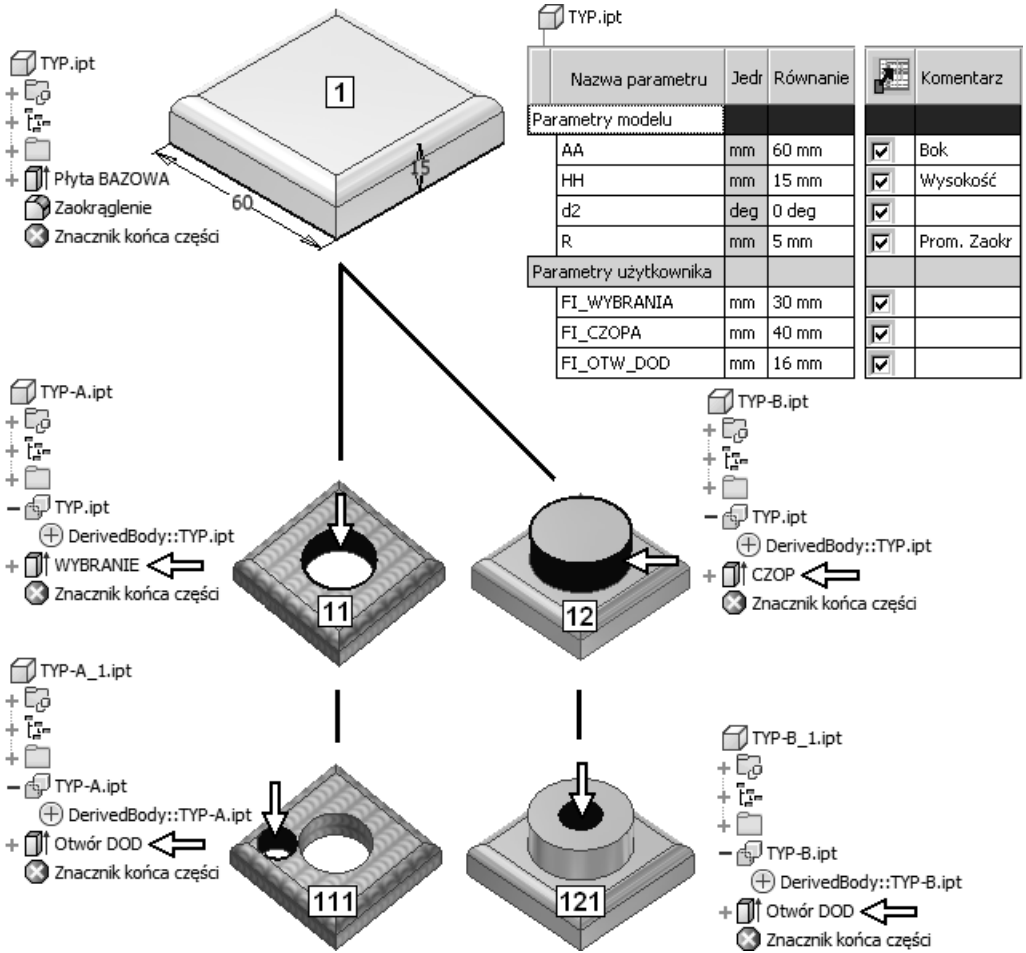 TYP.ipt
Płyta BAZOWA
Zaokrąglenie
Znacznik końca części
1
15
60
TYP.ipt
Nazwa parametru Jedr Równanie Komentarz
Parametry modelu
AA mm 60 mm Bok
HH mm 15 mm Wysokość
d2 deg 0 deg
R mm 5 mm Prom. Zaokr
Parametry użytkownika
FI_WYBRANIA mm 30 mm
FI_CZOPA mm 40 mm
FI_OTW_DOD mm 16 mm
TYP-A.ipt
TYP.ipt
DerivedBody::TYP.ipt
WYBRANIE
Znacznik końca części
11
12
TYP-B.ipt
TYP.ipt
DerivedBody::TYP.ipt
CZOP
Znacznik końca części
TYP-A_1.ipt
TYP-A.ipt
DerivedBody::TYP-A.ipt
Otwór DOD
Znacznik końca części
111
121
TYP-B_1.ipt
TYP-B.ipt
DerivedBody::TYP-B.ipt
Otwór DOD
Znacznik końca części